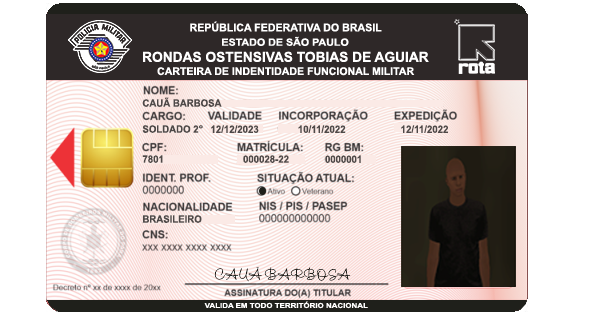 POLÍCIA MILITAR
REPÚBLICA FEDERATIVA DO BRASIL
ESTADO DE SÃO PAULO
RONDAS OSTENSIVAS TOBIAS DE AGUIAR
CARTEIRA DE INDENTIDADE FUNCIONAL MILITAR
rota
NOME:
CAUÃ BARBOSA
CARGO: VALIDADE INCORPORAÇÃO EXPEDIÇÃO
SOLDADO 2° 12/12/2023 10/11/2022 12/11/2022
CPF: MATRÍCULA: RG BM:
7801 000028-22 0000001
IDENT. PROF. SITUAÇÃO ATUAL:
0000000 Ativo Veterano
NACIONALIDADE NIS / PIS / PASEP
BRASILEIRO 000000000000
CNS:
xxx xxxx xxxx xxxx
CAUÃ BARBOSA
Decreto nº xx de xxxx de 20xx
ASSINATURA DO(A) TITULAR
VALIDA EM TODO TERRITÓRIO NACIONAL